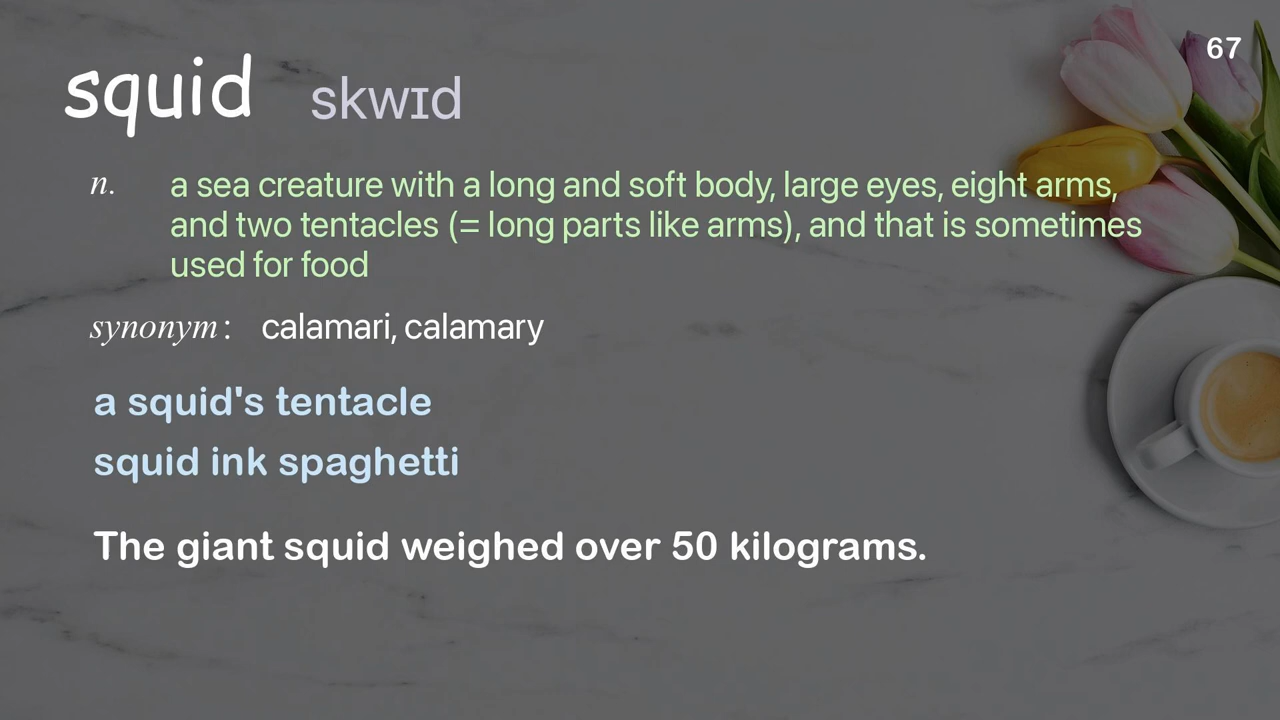 67
squid skwɪd
n. a sea creature with a long and soft body, large eyes, eight arms,
and two tentacles (= long parts like arms), and that is sometimes
used for food
synonym: calamari, calamary
a squid's tentacle
squid ink spaghetti
The giant squid weighed over 50 kilograms.